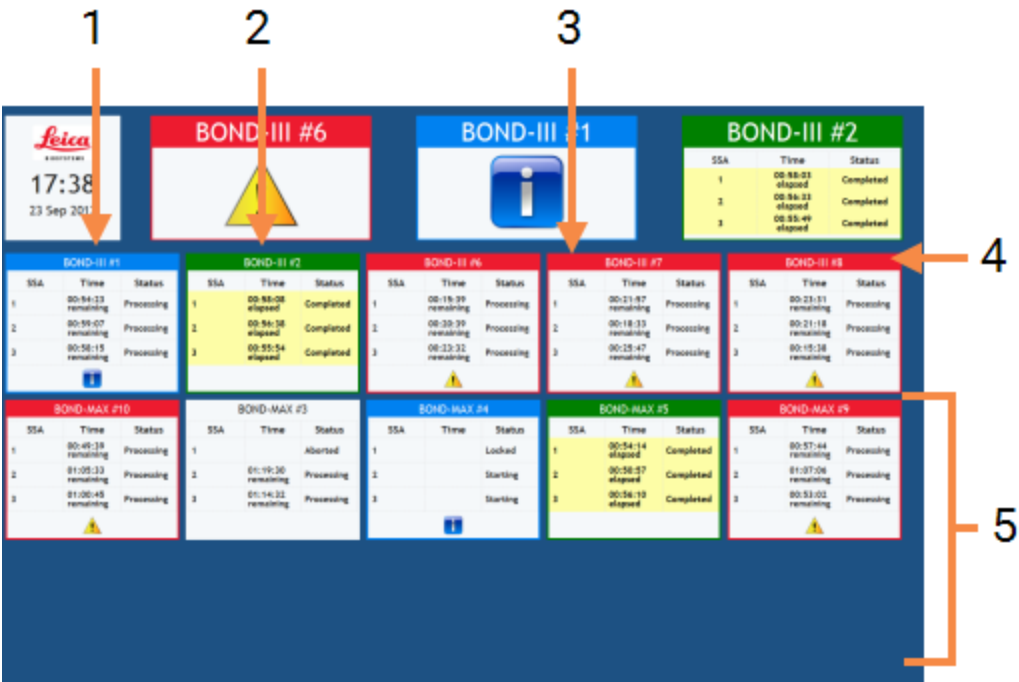 1 2 3
Leica
BIOSYSTEMS
17:38
23 Sep
BOND-III #6
BOND-III #1
BOND-III #2
SSA Time Status
1 00:58:03 elapsed Completed
2 00:56:33 elapsed Completed
3 00:55:49 elapsed Completed
4
BOND-III #1
SSA Time Status
1 00:54:23 remaining Processing
2 00:59:07 remaining Processing
3 00:58:15 remaining Processing
BOND-III #2
SSA Time Status
1 00:58:08 elapsed Completed
2 00:56:38 elapsed Completed
3 00:55:54 elapsed Completed
BOND-III #6
SSA Time Status
1 00:19:39 remaining Processing
2 00:20:39 remaining Processing
3 00:23:32 remaining Processing
BOND-III #7
SSA Time Status
1 00:21:57 remaining Processing
2 00:18:33 remaining Processing
3 00:25:47 remaining Processing
BOND-III #8
SSA Time Status
1 00:23:31 remaining Processing
2 00:21:18 remaining Processing
3 00:15:38 remaining Processing
BOND-MAX #10
SSA Time Status
1 00:49:39 remaining Processing
2 01:05:33 remaining Processing
3 01:00:45 remaining Processing
BOND-MAX #3
SSA Time Status
1 Aborted
2 01:19:30 remaining Processing
3 01:14:32 remaining Processing
BOND-MAX #4
SSA Time Status
1 Locked
2 Starting
3 Starting
BOND-MAX #5
SSA Time Status
1 00:54:14 elapsed Completed
2 00:50:57 elapsed Completed
3 00:56:10 elapsed Completed
BOND-MAX #9
SSA Time Status
1 00:57:44 remaining Processing
2 01:07:06 remaining Processing
3 00:53:02 remaining Processing
5